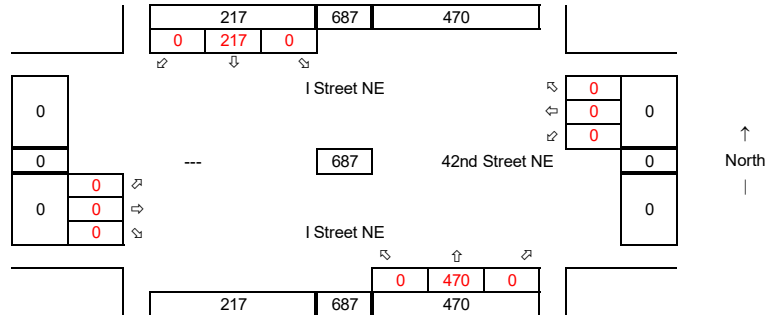 217 687 470
0 217 0
⬃ ⇩ ⬂
I Street NE ⬁ 0
0 ⇦ 0 0
⬃ 0
0 --- 687 42nd Street NE 0
↑
North
|
0 ⬀
0 0 ⇨ 0
0 ⬂ I Street NE
⬁ ⇧ ⬀
0 470 0
217 687 470